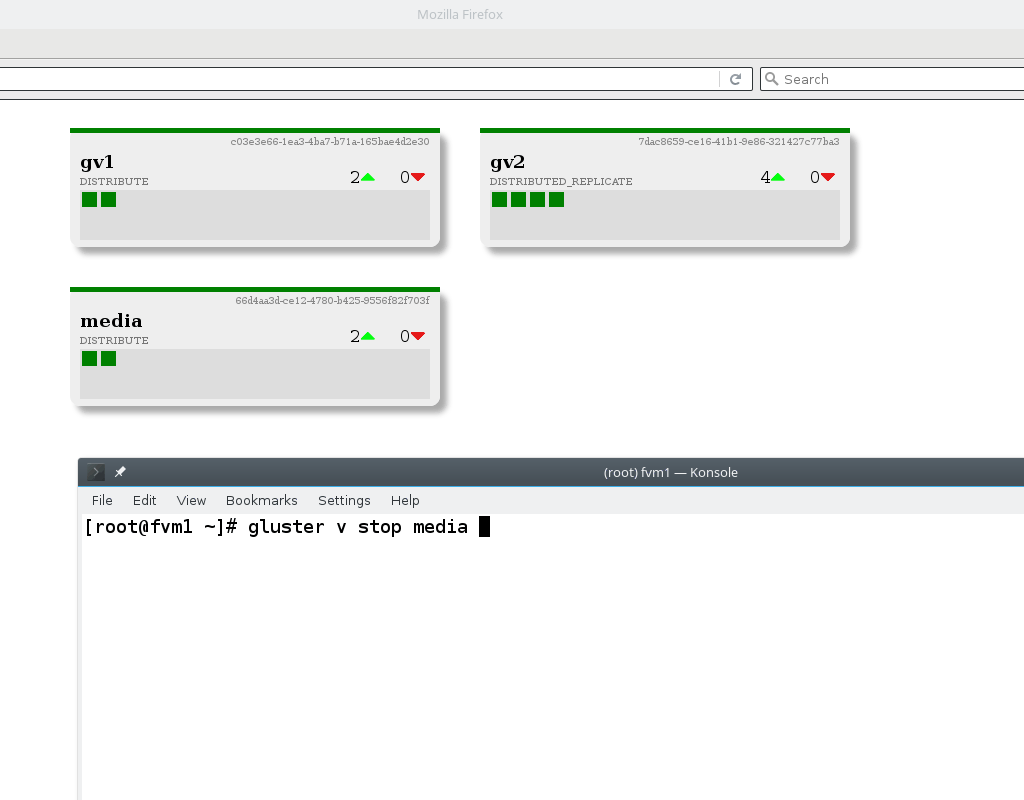 Mozilla Firefox
Search
c03e3e66-1ea3-4ba7-b71a-165bae4d2e30
gv1
DISTRIBUTE
2 0
7dac8659-ce16-41b1-9e86-321427c77ba3
gv2
DISTRIBUTED_REPLICATE
4 0
66d4aa3d-ce12-4780-b425-9556f82f703f
media
DISTRIBUTE
2 0
(root) fvm1 — Konsole
File Edit View Bookmarks Settings Help
[root@fvm1 ~]# gluster v stop media